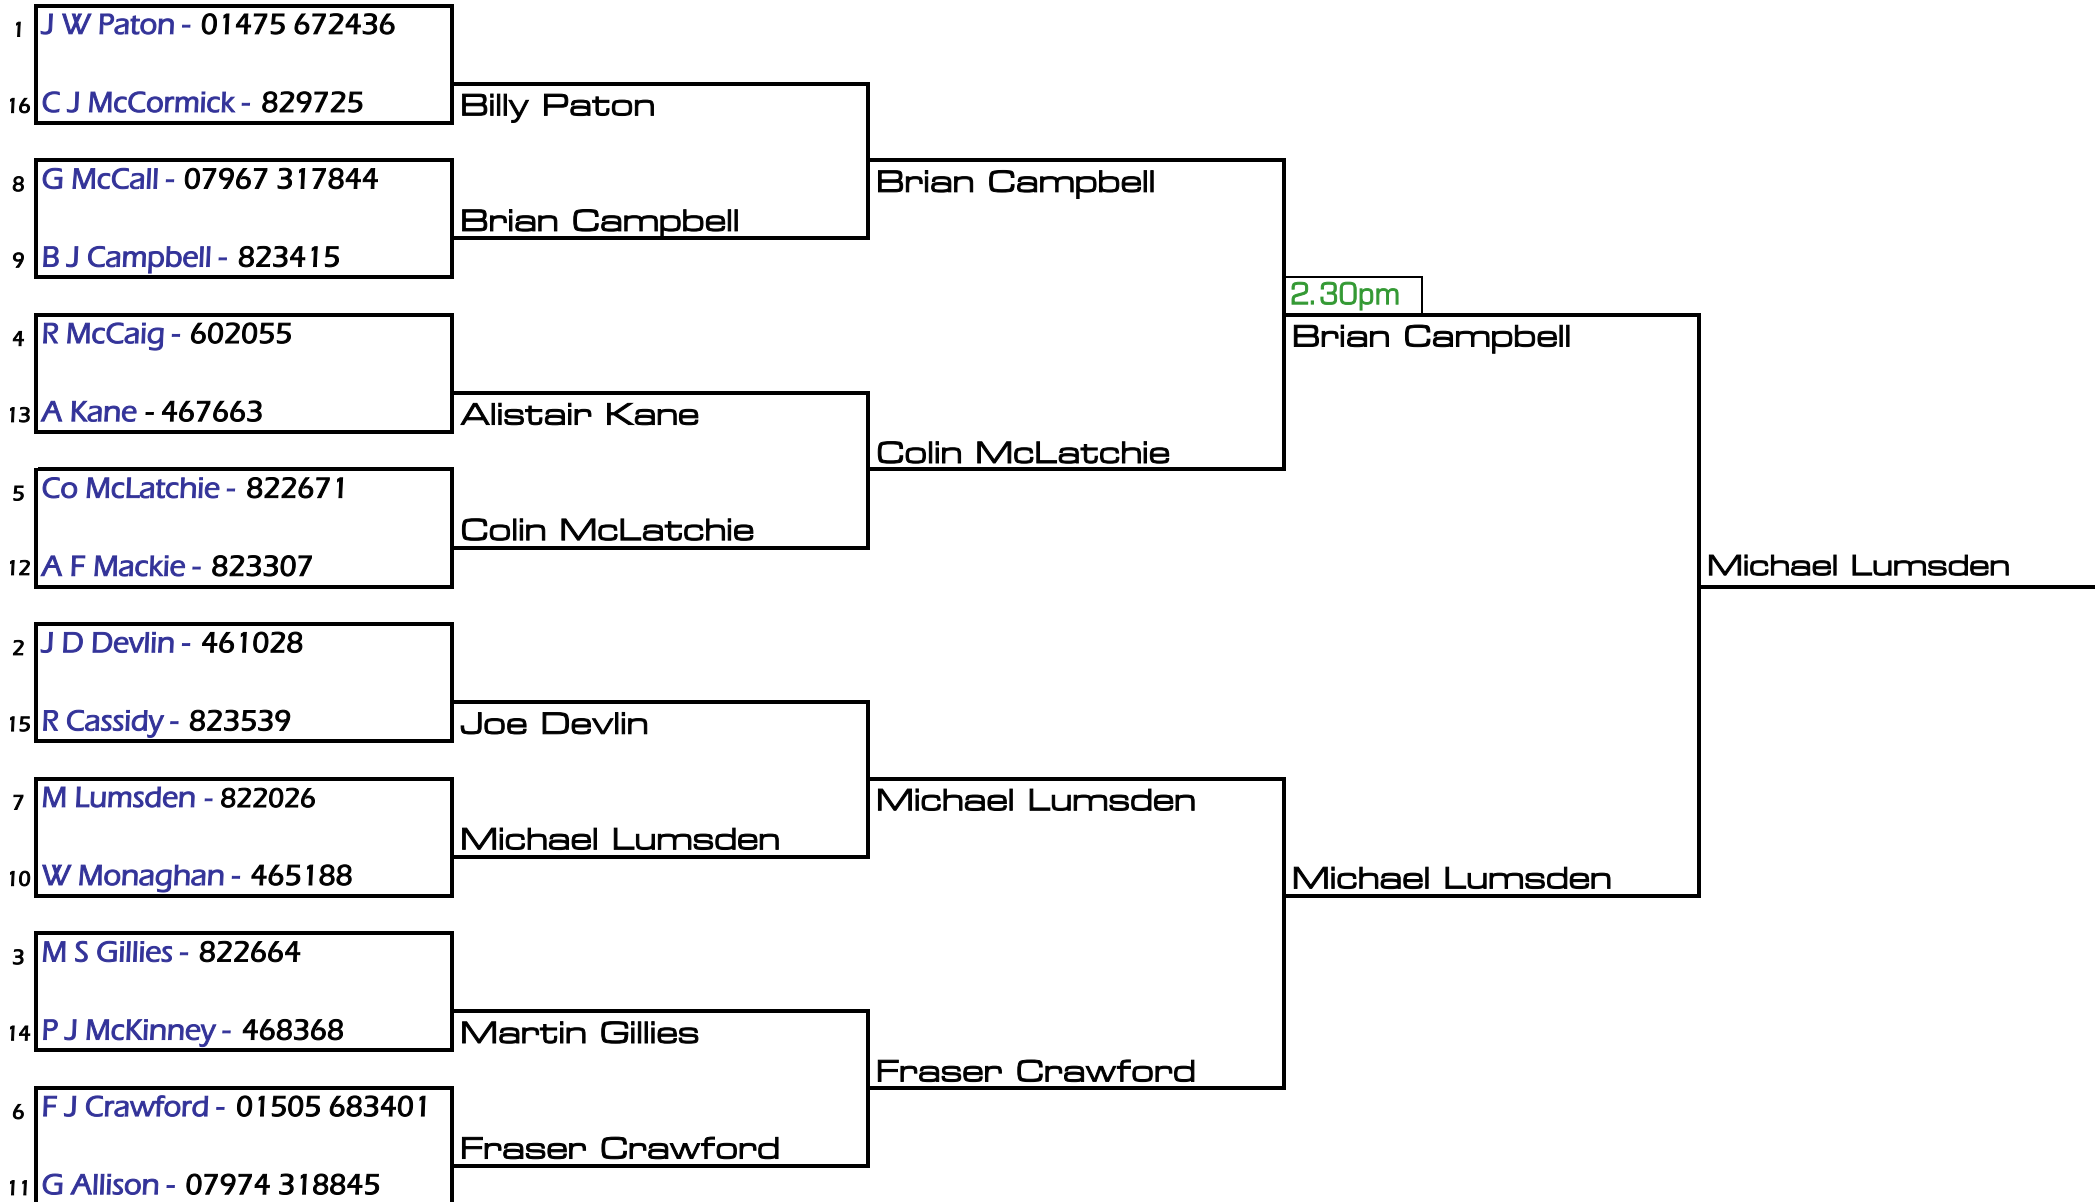 1 J W Paton - 01475 672436
16 C J McCormick - 829725
Billy Paton
8 G McCall - 07967 317844
Brian Campbell
Brian Campbell
9 B J Campbell - 823415
2.30pm
4 R McCaig - 602055
Brian Campbell
13 A Kane - 467663
Alistair Kane
Colin McLatchie
5 Co McLatchie - 822671
Colin McLatchie
12 A F Mackie - 823307
Michael Lumsden
2 J D Devlin - 461028
15 R Cassidy - 823539
Joe Devlin
7 M Lumsden - 822026
Michael Lumsden
Michael Lumsden
10 W Monaghan - 465188
Michael Lumsden
3 M S Gillies - 822664
14 P J McKinney - 468368
Martin Gillies
Fraser Crawford
6 F J Crawford - 01505 683401
Fraser Crawford
11 G Allison - 07974 318845